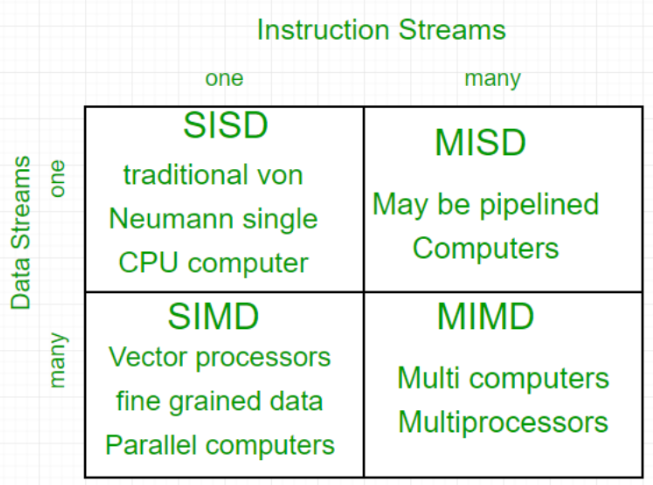 Instruction Streams
one
many
Data Streams
one
SISD
traditional von
Neumann single
CPU computer
MISD
May be pipelined
Computers
many
SIMD
Vector processors
fine grained data
Parallel computers
MIMD
Multi computers
Multiprocessors